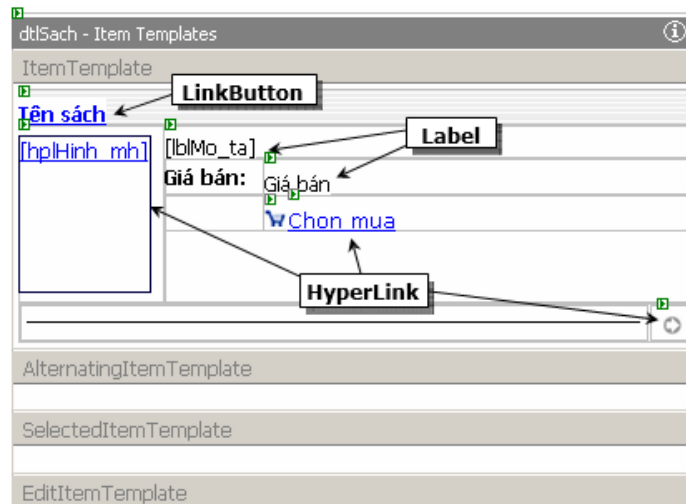 dtlSach - Item Templates
ItemTemplate
LinkButton
Tên sách
Label
[hplHinh_mh]
[lblMo_ta]
Giá bán:
Giá bán
Chon mua
HyperLink
AlternatingItemTemplate
SelectedItemTemplate
EditItemTemplate